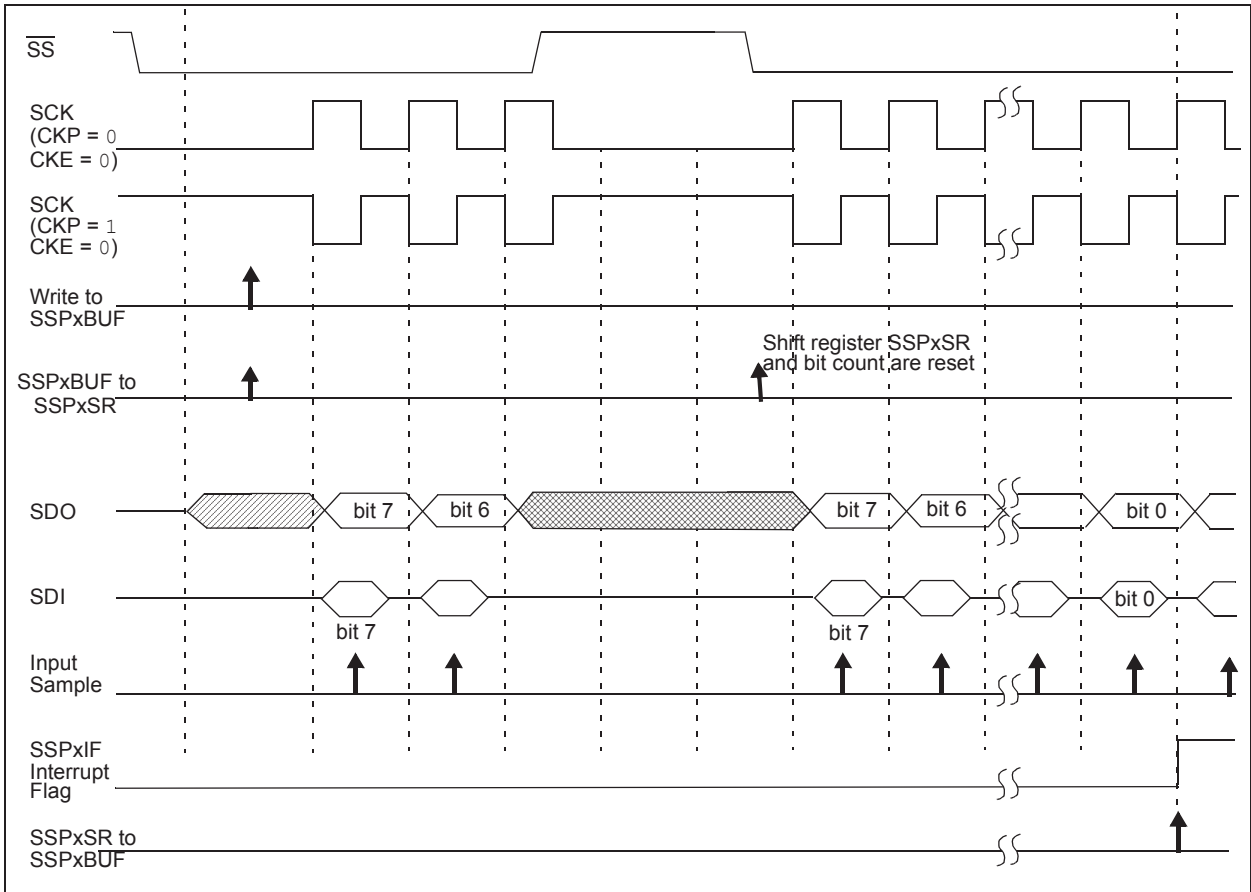 SS
SCK
(CKP = 0
CKE = 0)
SCK
(CKP = 1
CKE = 0)
Write to
SSPxBUF
Shift register SSPxSR
and bit count are reset
SSPxBUF to
SSPxSR
SDO
bit 7
bit 6
bit 7
bit 6
bit 0
SDI
bit 0
bit 7
bit 7
Input
Sample
SSPxIF
Interrupt
Flag
SSPxSR to
SSPxBUF